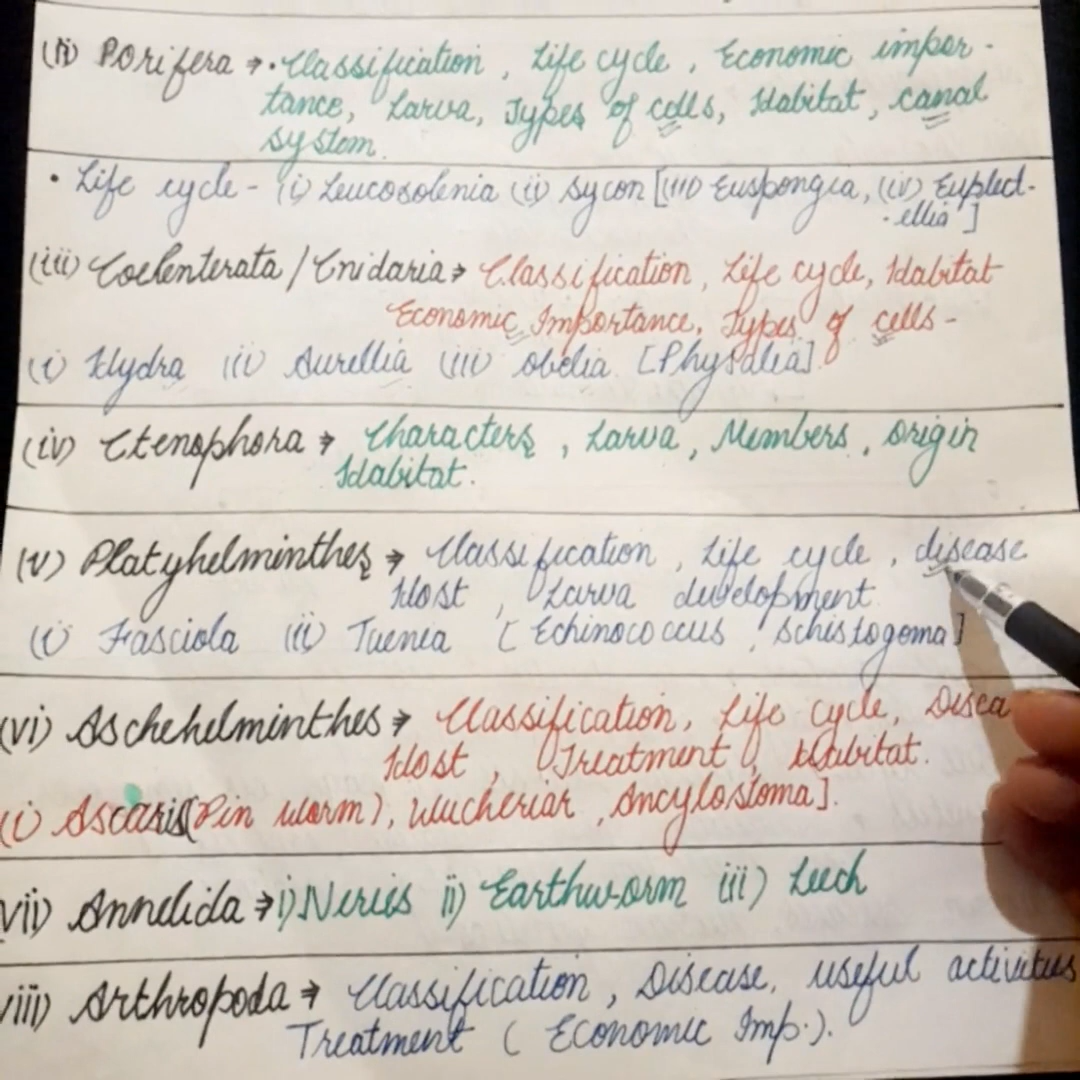 (ii) Porifera → • Classification, Life cycle, Economic impor-
tance, Larva, Types of cells, Habitat, canal
system.
• Life cycle - (i) Leucosolenia (ii) Sycon [(iii) Euspongia, (iv) Euplect-
-ellia]
(iii) Coelenterata / Cnidaria → Classification, Life cycle, Habitat
Economic Importance, Types of cells -
(i) Hydra (ii) Aurellia (iii) Obelia [Physalia].
(iv) Ctenophora → Characters, Larva, Members, origin
Habitat.
(v) Platyhelminthes → Classification, Life cycle, disease
Host, Larva development
(i) Fasciola (ii) Taenia [Echinococcus, Schistogoma]
(vi) Aschehelminthes → Classification, Life cycle, Disea
Host, Treatment, Habitat.
(i) Ascaris (Pin worm), Wucheriar, Ancylostoma].
vii) Annelida → i) Neries ii) Earthworm iii) Leech
viii) Arthropoda → Classification, Disease, useful activities
Treatment (Economic Imp.).